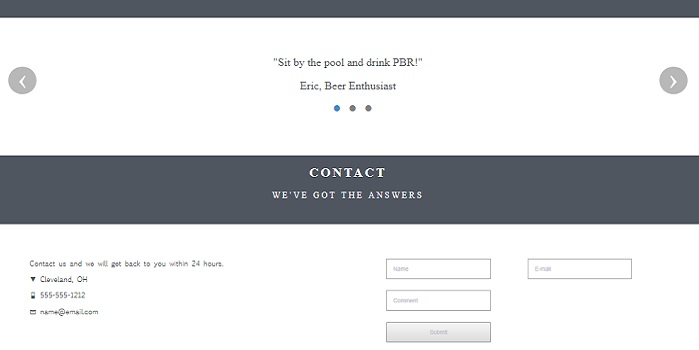 "Sit by the pool and drink PBR!"
Eric, Beer Enthusiast
CONTACT
WE'VE GOT THE ANSWERS
Contact us and we will get back to you within 24 hours.
Cleveland, OH
555-555-1212
name@email.com
Name
E-mail
Comment
Submit